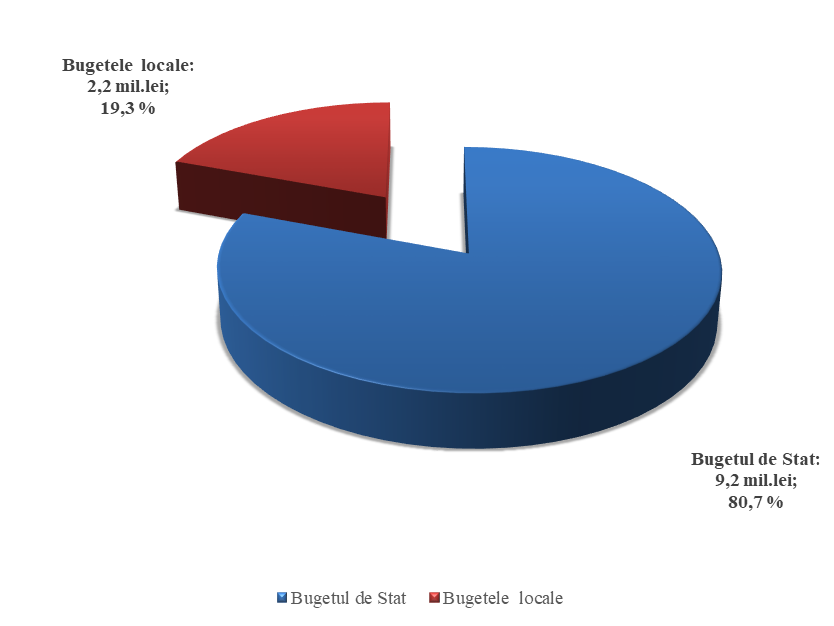 Bugetele locale:
2,2 mil.lei;
19,3 %
Bugetul de Stat:
9,2 mil.lei;
80,7 %
Bugetul de Stat
Bugetele locale